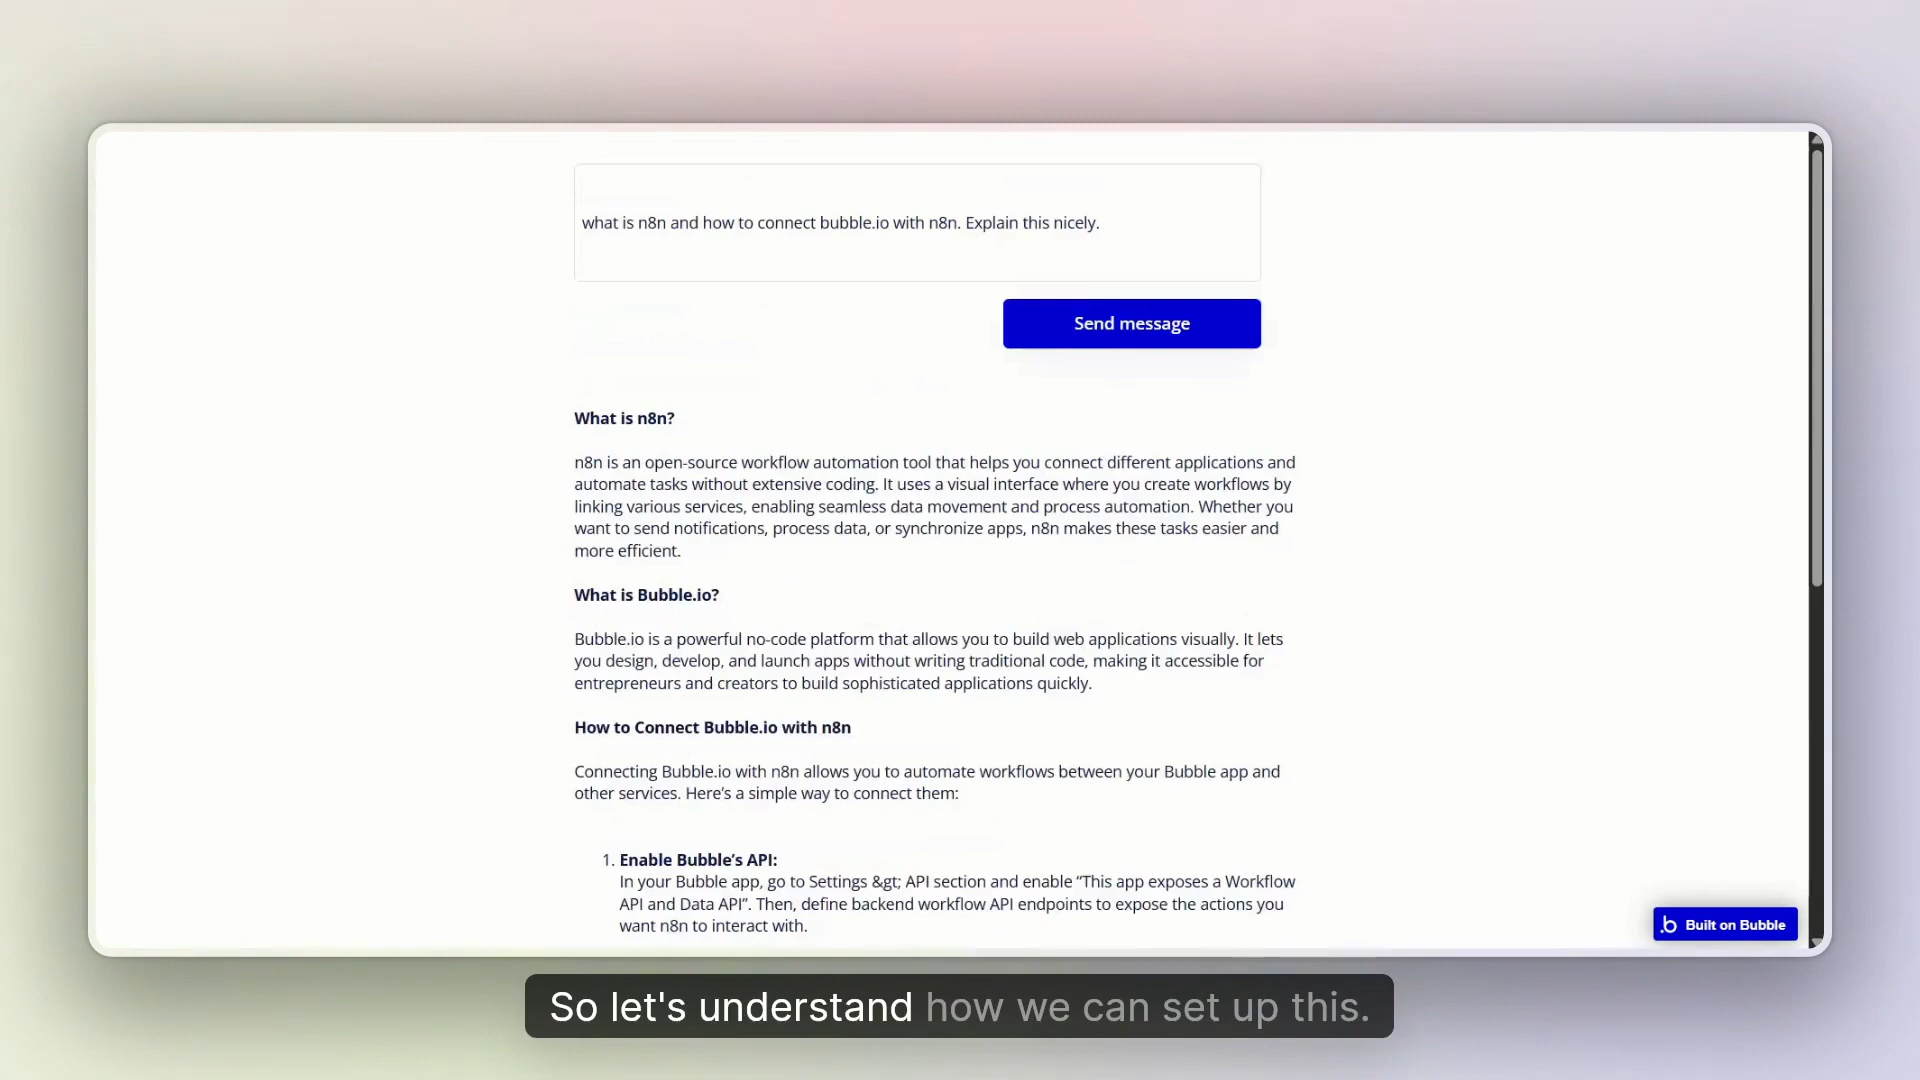 what is n8n and how to connect bubble.io with n8n. Explain this nicely.
Send message
What is n8n?
n8n is an open-source workflow automation tool that helps you connect different applications and
automate tasks without extensive coding. It uses a visual interface where you create workflows by
linking various services, enabling seamless data movement and process automation. Whether you
want to send notifications, process data, or synchronize apps, n8n makes these tasks easier and
more efficient.
What is Bubble.io?
Bubble.io is a powerful no-code platform that allows you to build web applications visually. It lets
you design, develop, and launch apps without writing traditional code, making it accessible for
entrepreneurs and creators to build sophisticated applications quickly.
How to Connect Bubble.io with n8n
Connecting Bubble.io with n8n allows you to automate workflows between your Bubble app and
other services. Here's a simple way to connect them:
1. Enable Bubble’s API:
In your Bubble app, go to Settings &gt; API section and enable “This app exposes a Workflow
API and Data API”. Then, define backend workflow API endpoints to expose the actions you
want n8n to interact with.
.b Built on Bubble
So let's understand how we can set up this.